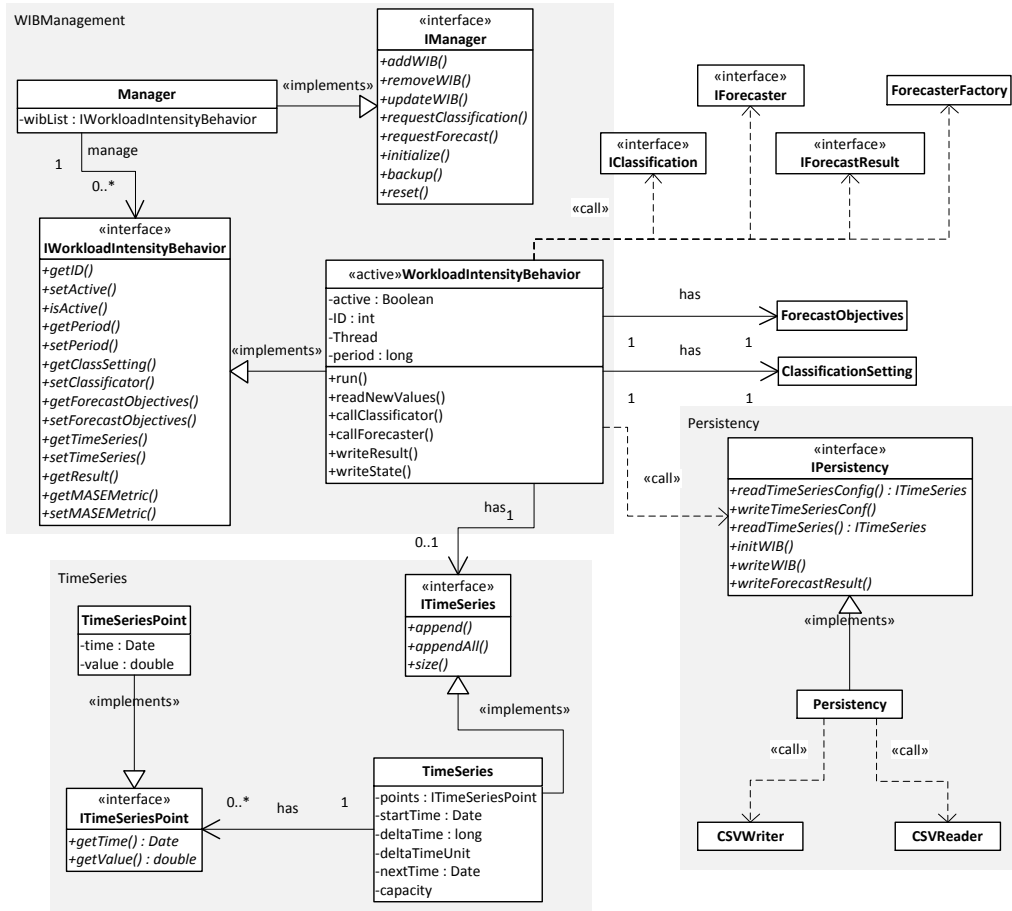 WIBManagement
«interface»
IManager
+addWIB()
+removeWIB()
+updateWIB()
+requestClassification()
+requestForecast()
+initialize()
+backup()
+reset()
«implements»
Manager
-wibList : IWorkloadIntensityBehavior
manage
1
0..*
«interface»
IWorkloadIntensityBehavior
+getID()
+setActive()
+isActive()
+getPeriod()
+setPeriod()
+getClassSetting()
+setClassificator()
+getForecastObjectives()
+setForecastObjectives()
+getTimeSeries()
+setTimeSeries()
+getResult()
+getMASEMetric()
+setMASEMetric()
«implements»
«active»WorkloadIntensityBehavior
-active : Boolean
-ID : int
-Thread
-period : long
+run()
+readNewValues()
+callClassificator()
+callForecaster()
+writeResult()
+writeState()
«interface»
IForecaster
ForecasterFactory
«interface»
IClassification
«interface»
IForecastResult
«call»
has
1
1
ForecastObjectives
has
1
1
ClassificationSetting
«call»
Persistency
«interface»
IPersistency
+readTimeSeriesConfig() : ITimeSeries
+writeTimeSeriesConf()
+readTimeSeries() : ITimeSeries
+initWIB()
+writeWIB()
+writeForecastResult()
«implements»
Persistency
«call»
«call»
CSVWriter
CSVReader
has
1
0..1
TimeSeries
«interface»
ITimeSeries
+append()
+appendAll()
+size()
«implements»
TimeSeriesPoint
-time : Date
-value : double
«implements»
«interface»
ITimeSeriesPoint
+getTime() : Date
+getValue() : double
0..*
has
1
TimeSeries
-points : ITimeSeriesPoint
-startTime : Date
-deltaTime : long
-deltaTimeUnit
-nextTime : Date
-capacity